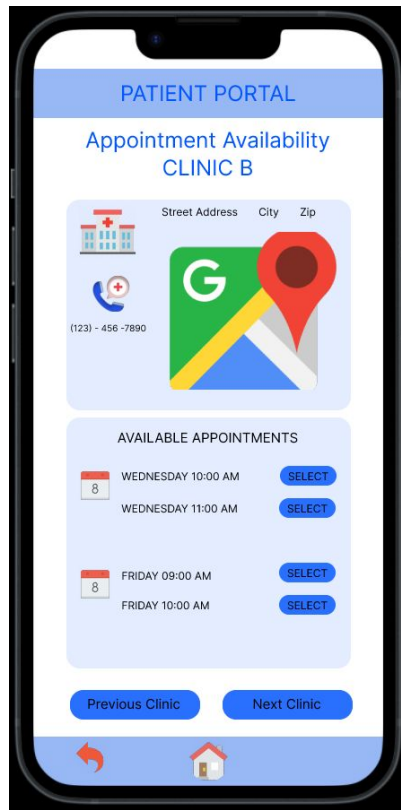 PATIENT PORTAL
Appointment Availability
CLINIC B
Street Address City Zip
G
(123) - 456 -7890
AVAILABLE APPOINTMENTS
8
WEDNESDAY 10:00 AM SELECT
WEDNESDAY 11:00 AM SELECT
8
FRIDAY 09:00 AM SELECT
FRIDAY 10:00 AM SELECT
Previous Clinic Next Clinic